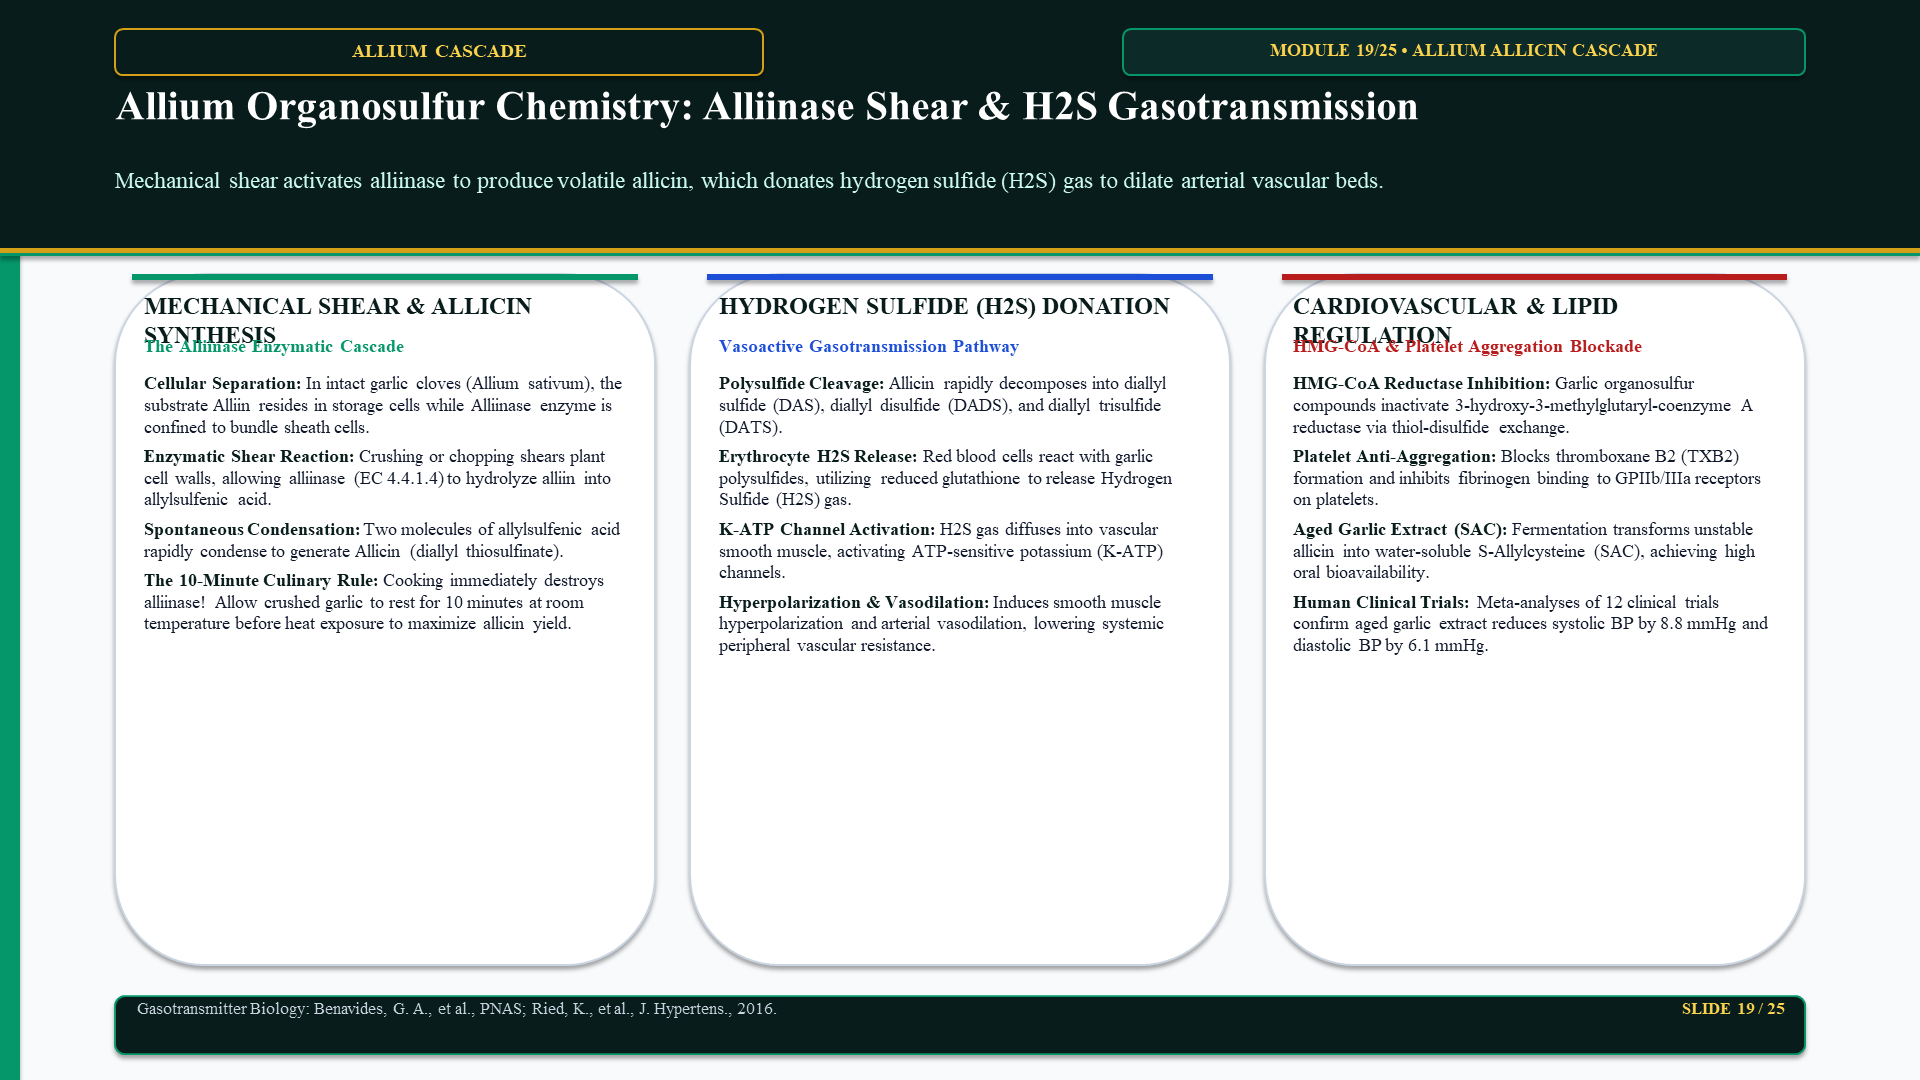 ALLIUM CASCADE
MODULE 19/25 • ALLIUM ALLICIN CASCADE
Allium Organosulfur Chemistry: Alliinase Shear & H2S Gasotransmission
Mechanical shear activates alliinase to produce volatile allicin, which donates hydrogen sulfide (H2S) gas to dilate arterial vascular beds.
MECHANICAL SHEAR & ALLICIN
SYNTHESIS
The Alliinase Enzymatic Cascade
Cellular Separation: In intact garlic cloves (Allium sativum), the
substrate Alliin resides in storage cells while Alliinase enzyme is
confined to bundle sheath cells.
Enzymatic Shear Reaction: Crushing or chopping shears plant
cell walls, allowing alliinase (EC 4.4.1.4) to hydrolyze alliin into
allylsulfenic acid.
Spontaneous Condensation: Two molecules of allylsulfenic acid
rapidly condense to generate Allicin (diallyl thiosulfinate).
The 10-Minute Culinary Rule: Cooking immediately destroys
alliinase! Allow crushed garlic to rest for 10 minutes at room
temperature before heat exposure to maximize allicin yield.
HYDROGEN SULFIDE (H2S) DONATION
Vasoactive Gasotransmission Pathway
Polysulfide Cleavage: Allicin rapidly decomposes into diallyl
sulfide (DAS), diallyl disulfide (DADS), and diallyl trisulfide
(DATS).
Erythrocyte H2S Release: Red blood cells react with garlic
polysulfides, utilizing reduced glutathione to release Hydrogen
Sulfide (H2S) gas.
K-ATP Channel Activation: H2S gas diffuses into vascular
smooth muscle, activating ATP-sensitive potassium (K-ATP)
channels.
Hyperpolarization & Vasodilation: Induces smooth muscle
hyperpolarization and arterial vasodilation, lowering systemic
peripheral vascular resistance.
CARDIOVASCULAR & LIPID
REGULATION
HMG-CoA & Platelet Aggregation Blockade
HMG-CoA Reductase Inhibition: Garlic organosulfur
compounds inactivate 3-hydroxy-3-methylglutaryl-coenzyme A
reductase via thiol-disulfide exchange.
Platelet Anti-Aggregation: Blocks thromboxane B2 (TXB2)
formation and inhibits fibrinogen binding to GPIIb/IIIa receptors
on platelets.
Aged Garlic Extract (SAC): Fermentation transforms unstable
allicin into water-soluble S-Allylcysteine (SAC), achieving high
oral bioavailability.
Human Clinical Trials: Meta-analyses of 12 clinical trials
confirm aged garlic extract reduces systolic BP by 8.8 mmHg and
diastolic BP by 6.1 mmHg.
Gasotransmitter Biology: Benavides, G. A., et al., PNAS; Ried, K., et al., J. Hypertens., 2016.
SLIDE 19 / 25